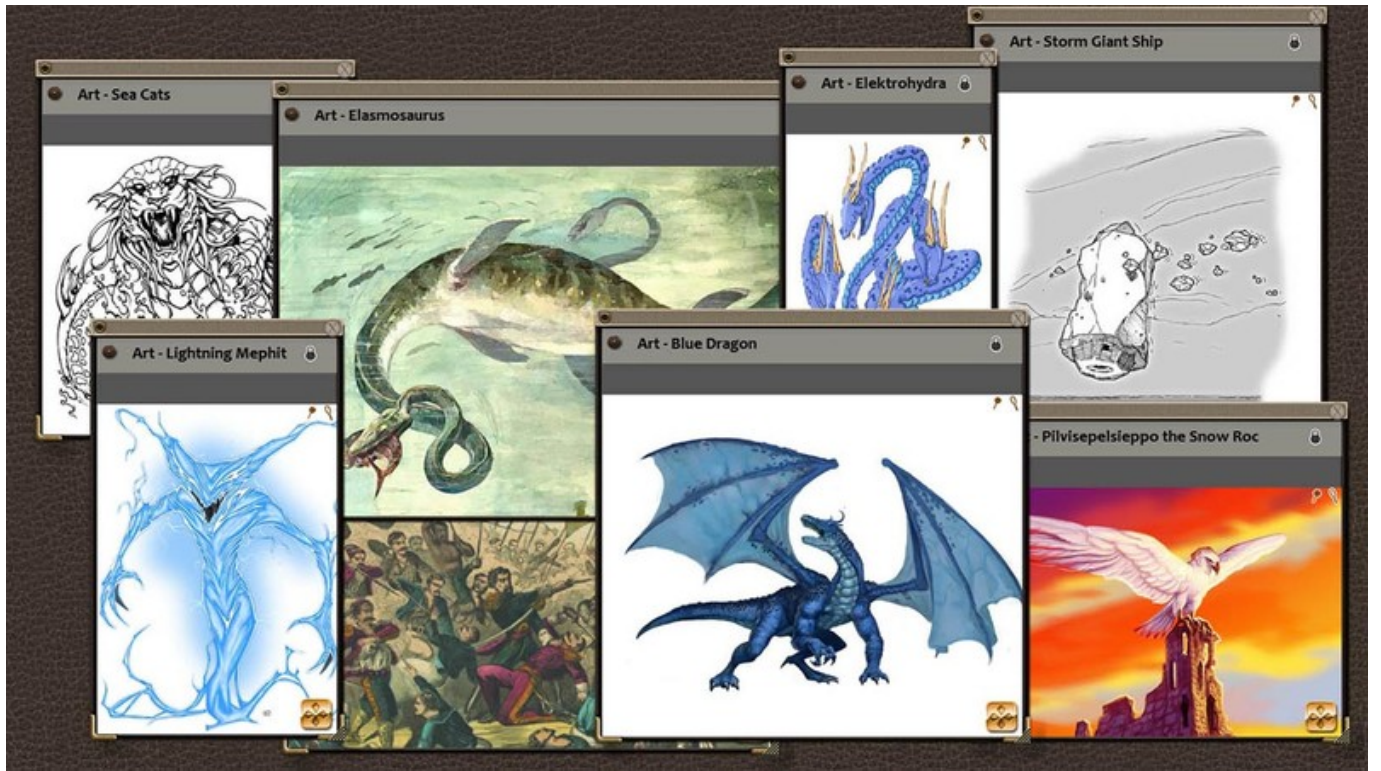 Art - Storm Giant Ship
Art - Sea Cats
Art - Elasmosaurus
Art - Elektrohydra
Art - Lightning Mephit
Art - Blue Dragon
- Pilvisepelsieppo the Snow Roc